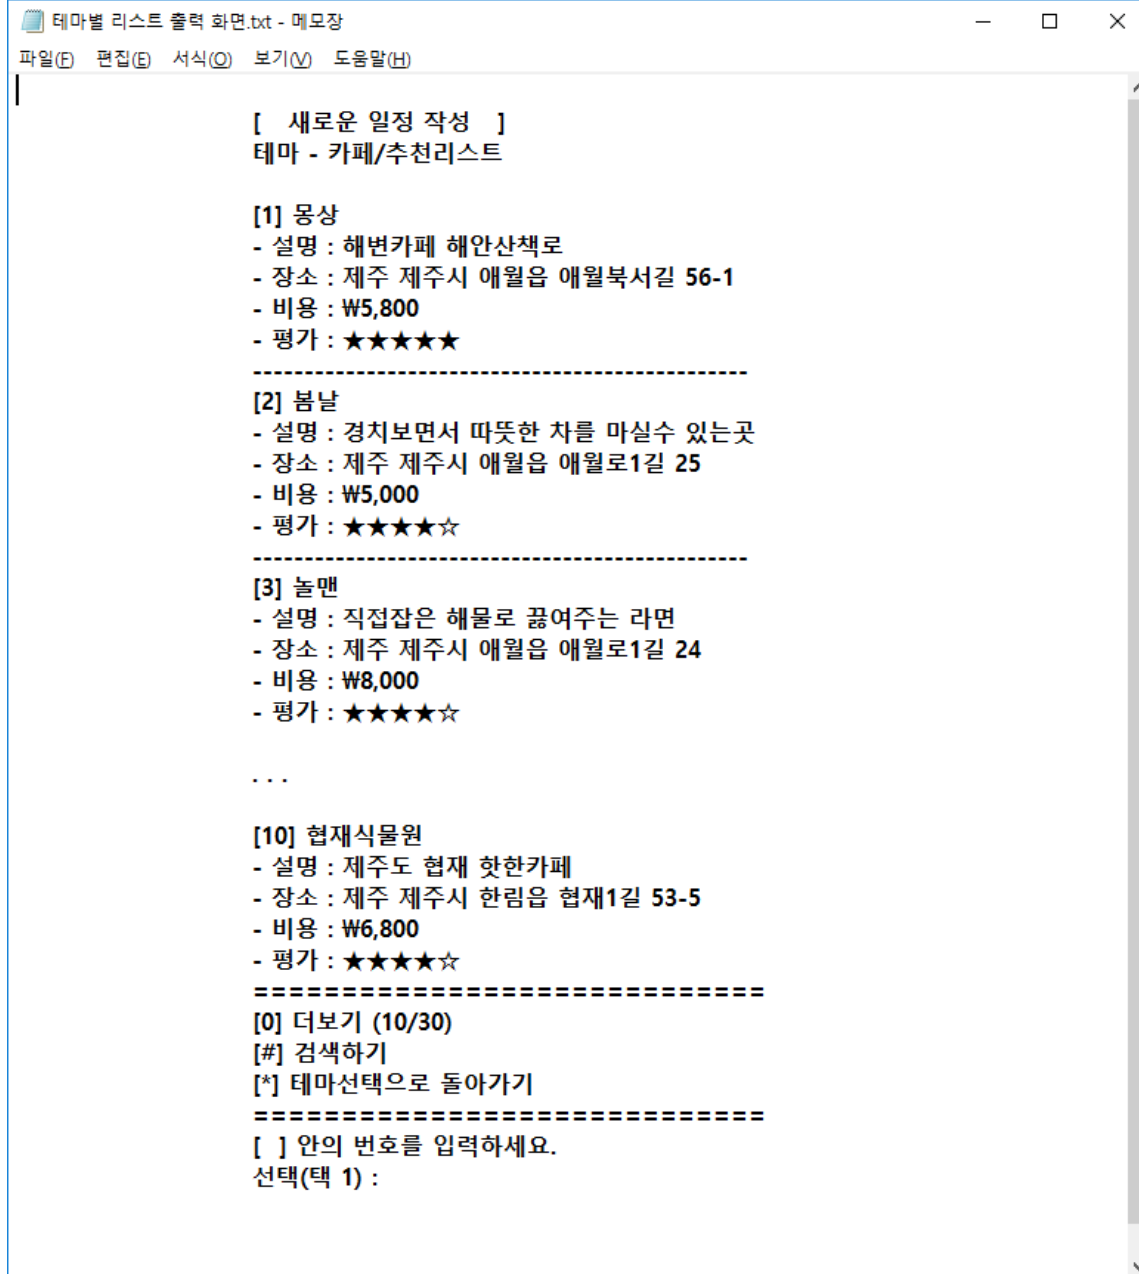 테마별 리스트 출력 화면.txt - 메모장
파일(F) 편집(E) 서식(O) 보기(V) 도움말(H)
[ 새로운 일정 작성 ]
테마 - 카페/추천리스트
[1] 몽상
- 설명 : 해변카페 해안산책로
- 장소 : 제주 제주시 애월읍 애월북서길 56-1
- 비용 : ₩5,800
- 평가 : ★★★★★
------------------------------------------------
[2] 봄날
- 설명 : 경치보면서 따뜻한 차를 마실수 있는곳
- 장소 : 제주 제주시 애월읍 애월로1길 25
- 비용 : ₩5,000
- 평가 : ★★★★☆
------------------------------------------------
[3] 놀맨
- 설명 : 직접잡은 해물로 끓여주는 라면
- 장소 : 제주 제주시 애월읍 애월로1길 24
- 비용 : ₩8,000
- 평가 : ★★★★☆
. . .
[10] 협재식물원
- 설명 : 제주도 협재 핫한카페
- 장소 : 제주 제주시 한림읍 협재1길 53-5
- 비용 : ₩6,800
- 평가 : ★★★★☆
==============================
[0] 더보기 (10/30)
[#] 검색하기
[*] 테마선택으로 돌아가기
==============================
[ ] 안의 번호를 입력하세요.
선택(택 1) :